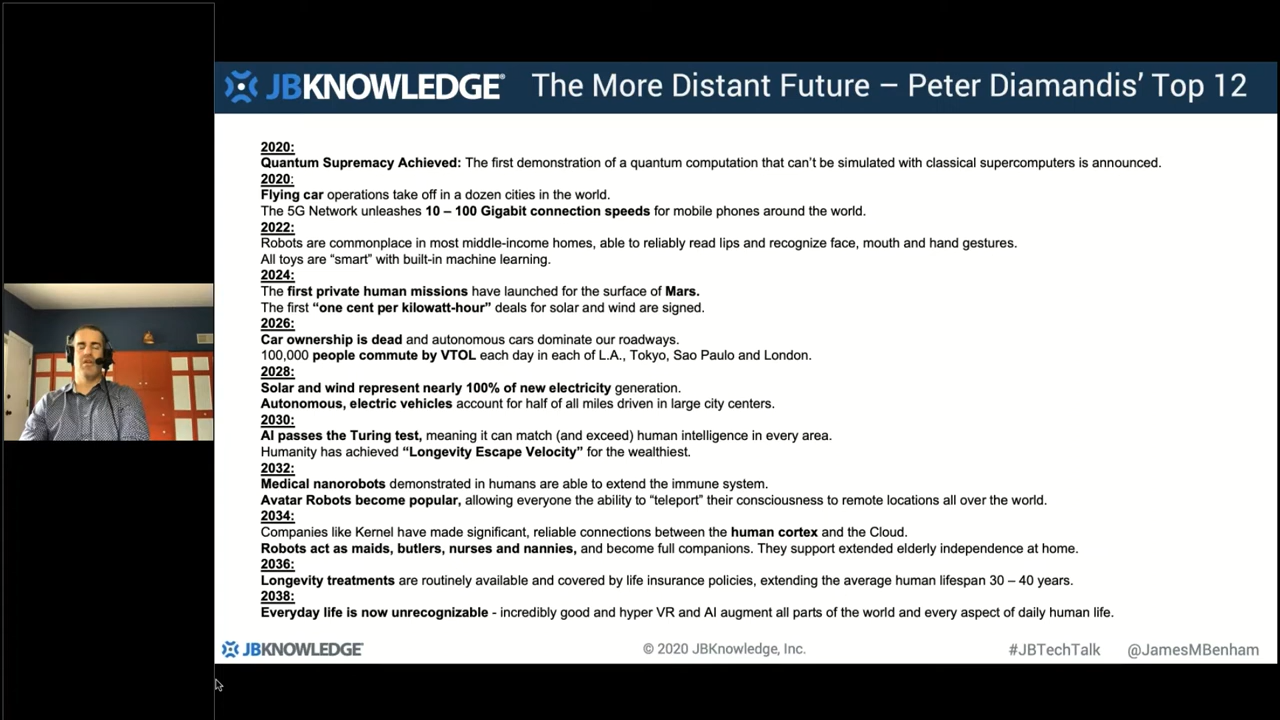 JBKNOWLEDGE® The More Distant Future – Peter Diamandis’ Top 12
2020:
Quantum Supremacy Achieved: The first demonstration of a quantum computation that can’t be simulated with classical supercomputers is announced.
2020:
Flying car operations take off in a dozen cities in the world.
The 5G Network unleashes 10 – 100 Gigabit connection speeds for mobile phones around the world.
2022:
Robots are commonplace in most middle-income homes, able to reliably read lips and recognize face, mouth and hand gestures.
All toys are “smart” with built-in machine learning.
2024:
The first private human missions have launched for the surface of Mars.
The first “one cent per kilowatt-hour” deals for solar and wind are signed.
2026:
Car ownership is dead and autonomous cars dominate our roadways.
100,000 people commute by VTOL each day in each of L.A., Tokyo, Sao Paulo and London.
2028:
Solar and wind represent nearly 100% of new electricity generation.
Autonomous, electric vehicles account for half of all miles driven in large city centers.
2030:
AI passes the Turing test, meaning it can match (and exceed) human intelligence in every area.
Humanity has achieved “Longevity Escape Velocity” for the wealthiest.
2032:
Medical nanorobots demonstrated in humans are able to extend the immune system.
Avatar Robots become popular, allowing everyone the ability to “teleport” their consciousness to remote locations all over the world.
2034:
Companies like Kernel have made significant, reliable connections between the human cortex and the Cloud.
Robots act as maids, butlers, nurses and nannies, and become full companions. They support extended elderly independence at home.
2036:
Longevity treatments are routinely available and covered by life insurance policies, extending the average human lifespan 30 – 40 years.
2038:
Everyday life is now unrecognizable - incredibly good and hyper VR and AI augment all parts of the world and every aspect of daily human life.
JBKNOWLEDGE © 2020 JBKnowledge, Inc. #JBTechTalk @JamesMBenham